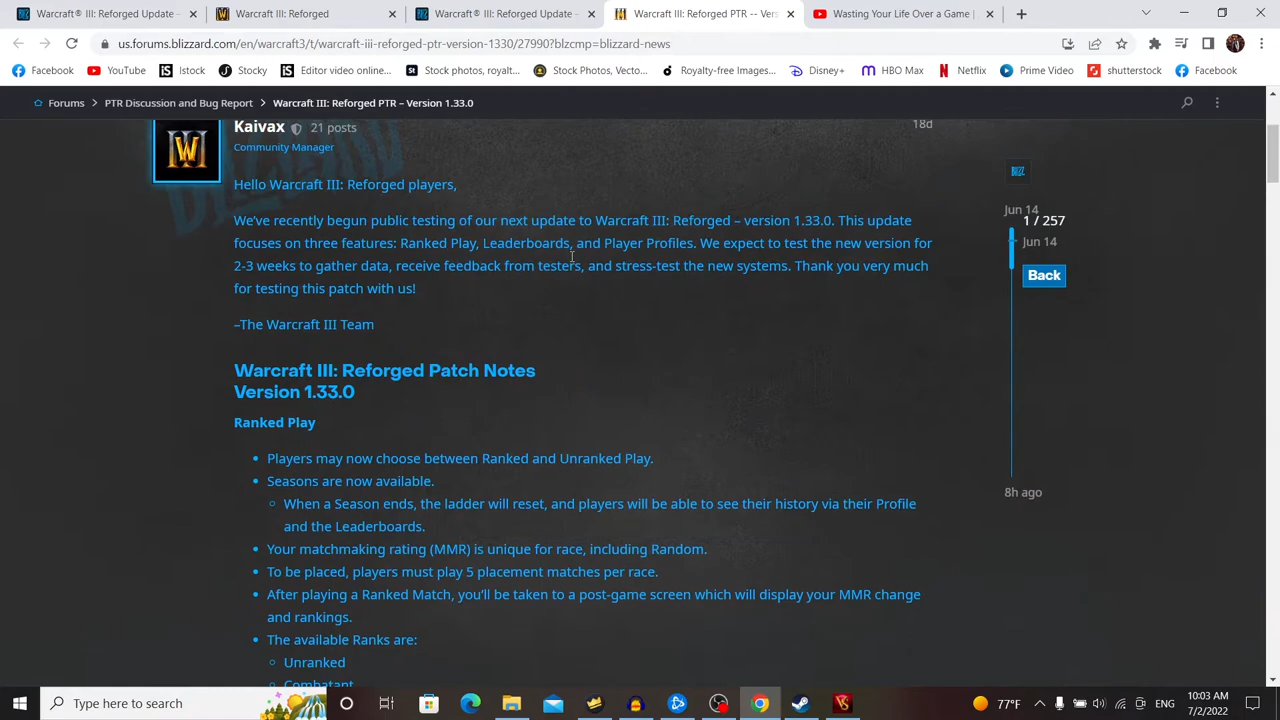 Warcraft® III: Reforged Update -
Warcraft III: Reforged
Warcraft® III: Reforged Update -
Warcraft III: Reforged PTR -- Vers
Wasting Your Life Over a Game |
us.forums.blizzard.com/en/warcraft3/t/warcraft-iii-reforged-ptr-version-1330/27900?blzcmp=blizzard-news
Facebook
YouTube
Istock
Stocky
Editor video online...
Stock photos, royalt...
Stock Photos, Vecto...
Royalty-free Images...
Disney+
HBO Max
Netflix
Prime Video
shutterstock
Facebook
Forums > PTR Discussion and Bug Report > Warcraft III: Reforged PTR – Version 1.33.0
Kaivax 21 posts
18d
Community Manager
Hello Warcraft III: Reforged players,
We've recently begun public testing of our next update to Warcraft III: Reforged – version 1.33.0. This update
focuses on three features: Ranked Play, Leaderboards, and Player Profiles. We expect to test the new version for
2-3 weeks to gather data, receive feedback from testers, and stress-test the new systems. Thank you very much
for testing this patch with us!
–The Warcraft III Team
Warcraft III: Reforged Patch Notes
Version 1.33.0
Ranked Play
• Players may now choose between Ranked and Unranked Play.
• Seasons are now available.
○ When a Season ends, the ladder will reset, and players will be able to see their history via their Profile
and the Leaderboards.
• Your matchmaking rating (MMR) is unique for race, including Random.
• To be placed, players must play 5 placement matches per race.
• After playing a Ranked Match, you'll be taken to a post-game screen which will display your MMR change
and rankings.
• The available Ranks are:
○ Unranked
○ Combatant
BLIZZ
Jun 14
1 / 257
Jun 14
Back
8h ago
Type here to search
77°F
ENG
10:03 AM
7/2/2022